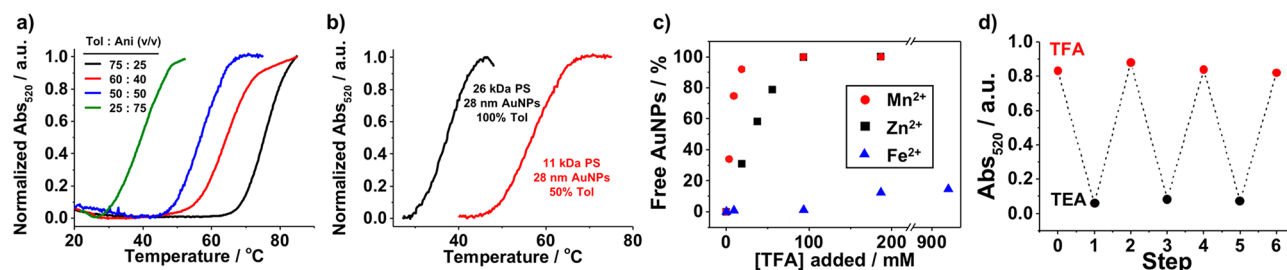 a)
Normalized Abs520 / a.u.
1.0
0.8
0.6
0.4
0.2
0.0
Tol : Ani (v/v)
75 : 25
60 : 40
50 : 50
25 : 75
20 40 60 80
Temperature / °C
b)
Normalized Abs520 / a.u.
1.0
0.8
0.6
0.4
0.2
0.0
26 kDa PS
28 nm AuNPs
100% Tol
11 kDa PS
28 nm AuNPs
50% Tol
40 60 80
Temperature / °C
c)
Free AuNPs / %
100
80
60
40
20
0
Mn2+
Zn2+
Fe2+
0 100 200 900
[TFA] added / mM
d)
Abs520 / a.u.
1.0
0.8
0.6
0.4
0.2
0.0
TFA
TEA
0 1 2 3 4 5 6
Step